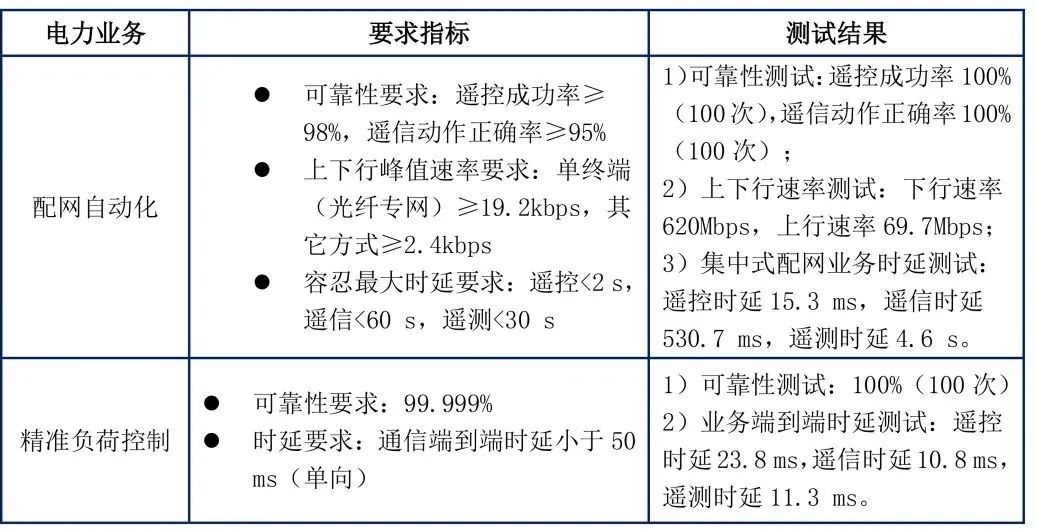 电力业务
要求指标
测试结果
配网自动化
● 可靠性要求：遥控成功率≥
98%，遥信动作正确率≥95%
● 上下行峰值速率要求：单终端
（光纤专网）≥19.2kbps，其
它方式≥2.4kbps
● 容忍最大时延要求：遥控<2 s，
遥信<60 s，遥测<30 s
1)可靠性测试：遥控成功率 100%
（100 次），遥信动作正确率 100%
（100 次）；
2）上下行速率测试：下行速率
620Mbps，上行速率 69.7Mbps；
3）集中式配网业务时延测试：
遥控时延 15.3 ms，遥信时延
530.7 ms，遥测时延 4.6 s。
精准负荷控制
● 可靠性要求：99.999%
● 时延要求：通信端到端时延小于 50
ms（单向）
1）可靠性测试：100%（100 次）
2）业务端到端时延测试：遥控
时延 23.8 ms,遥信时延 10.8 ms，
遥测时延 11.3 ms。